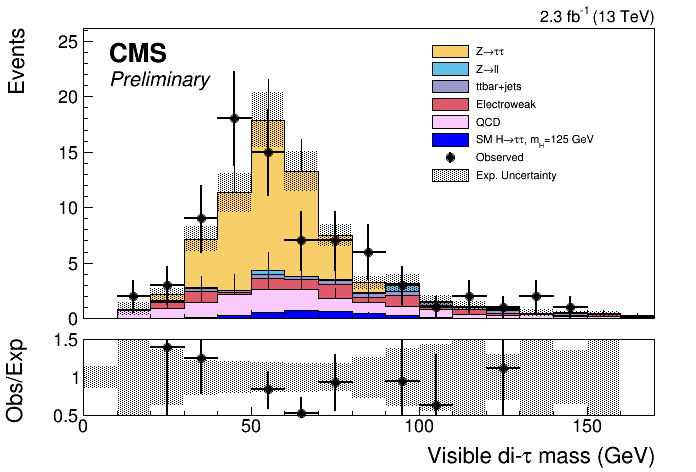 2.3 fb⁻¹ (13 TeV)
Events
25
20
15
10
5
0
CMS
Preliminary
Z→ττ
Z→ll
ttbar+jets
Electroweak
QCD
SM H→ττ, m_H=125 GeV
Observed
Exp. Uncertainty
Obs/Exp
1.5
1
0.5
0 50 100 150
Visible di-τ mass (GeV)